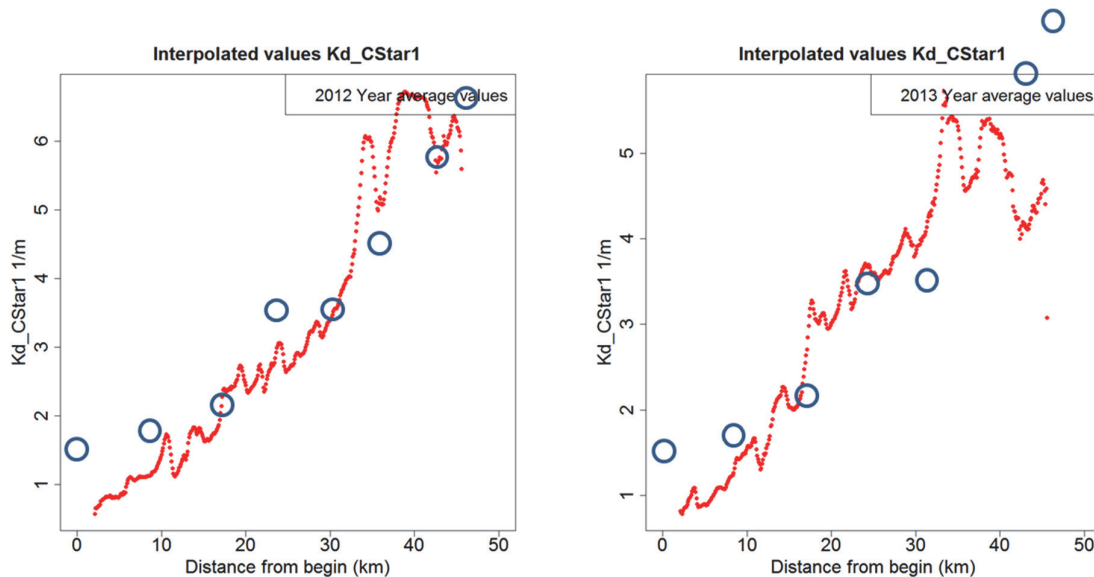 Interpolated values Kd_CStar1
2012 Year average values
Kd_CStar1 1/m
6
5
4
3
2
1
0 10 20 30 40 50
Distance from begin (km)
Interpolated values Kd_CStar1
2013 Year average values
Kd_CStar1 1/m
5
4
3
2
1
0 10 20 30 40 50
Distance from begin (km)